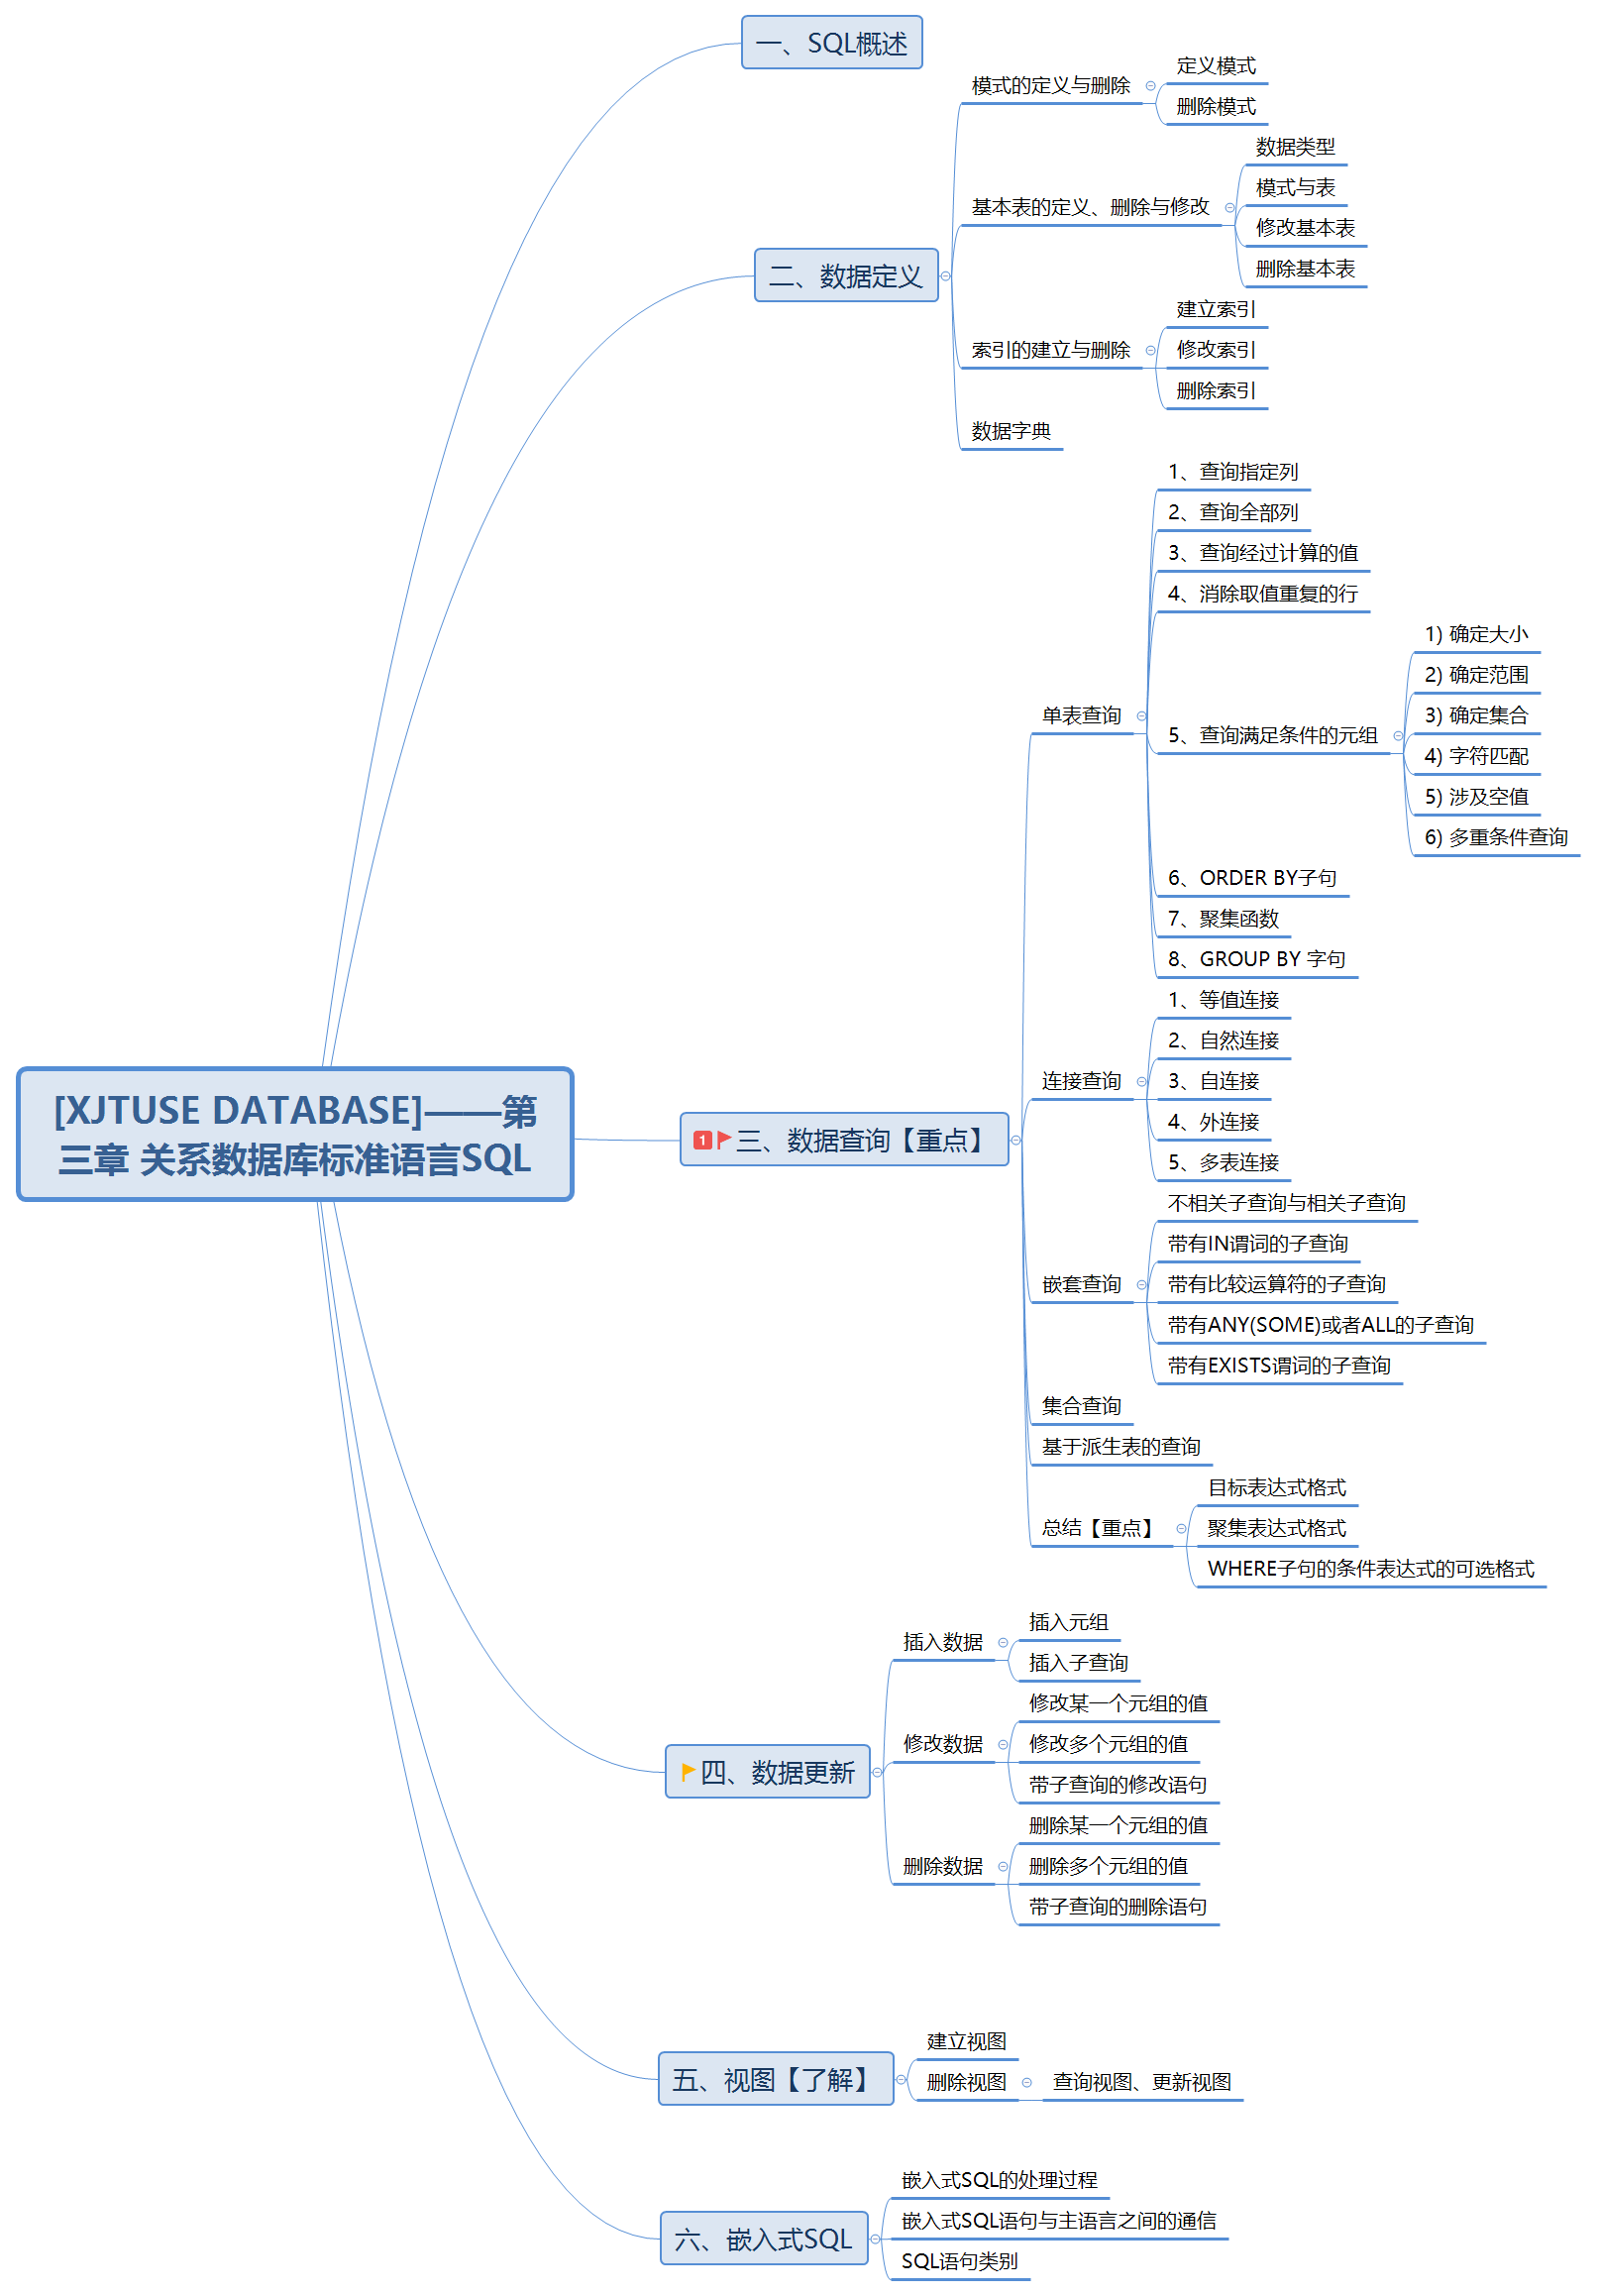 [XJTUSE DATABASE]——第
三章 关系数据库标准语言SQL
一、SQL概述
二、数据定义
模式的定义与删除
定义模式
删除模式
基本表的定义、删除与修改
数据类型
模式与表
修改基本表
删除基本表
索引的建立与删除
建立索引
修改索引
删除索引
数据字典
1 三、数据查询【重点】
单表查询
1、查询指定列
2、查询全部列
3、查询经过计算的值
4、消除取值重复的行
5、查询满足条件的元组
1) 确定大小
2) 确定范围
3) 确定集合
4) 字符匹配
5) 涉及空值
6) 多重条件查询
6、ORDER BY子句
7、聚集函数
8、GROUP BY 字句
连接查询
1、等值连接
2、自然连接
3、自连接
4、外连接
5、多表连接
嵌套查询
不相关子查询与相关子查询
带有IN谓词的子查询
带有比较运算符的子查询
带有ANY(SOME)或者ALL的子查询
带有EXISTS谓词的子查询
集合查询
基于派生表的查询
总结【重点】
目标表达式格式
聚集表达式格式
WHERE子句的条件表达式的可选格式
四、数据更新
插入数据
插入元组
插入子查询
修改数据
修改某一个元组的值
修改多个元组的值
带子查询的修改语句
删除数据
删除某一个元组的值
删除多个元组的值
带子查询的删除语句
五、视图【了解】
建立视图
删除视图
查询视图、更新视图
六、嵌入式SQL
嵌入式SQL的处理过程
嵌入式SQL语句与主语言之间的通信
SQL语句类别